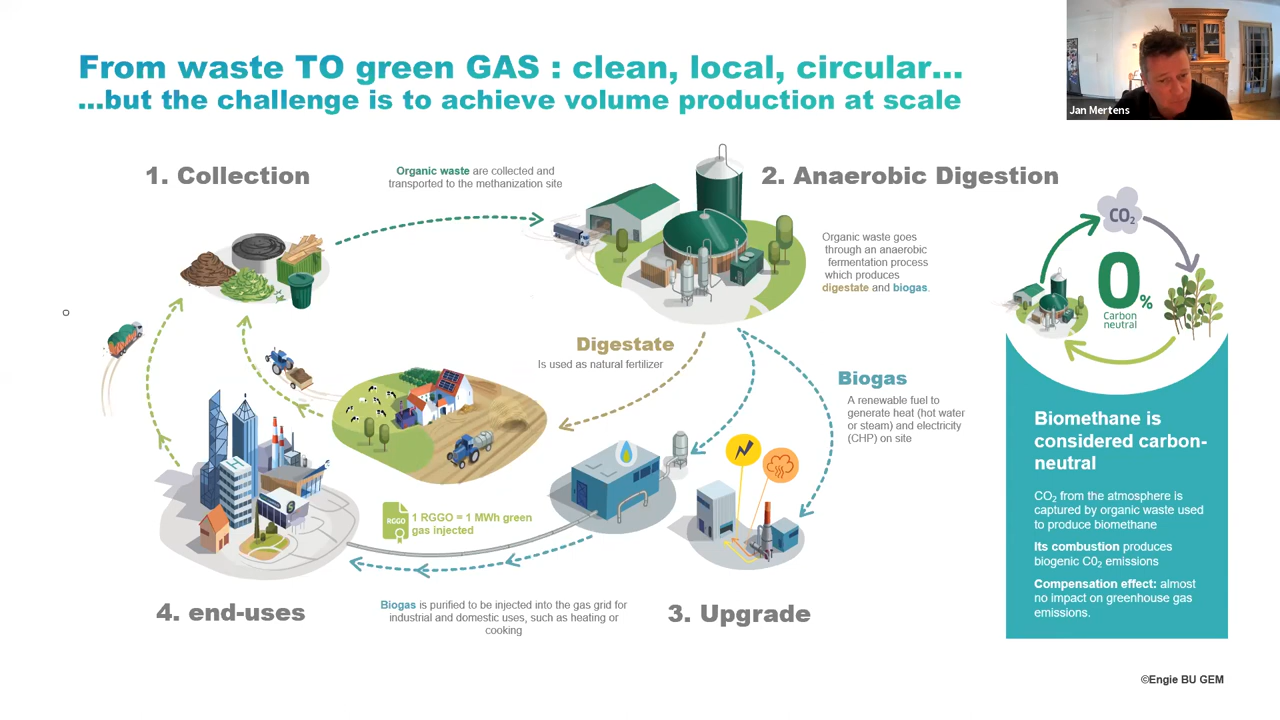 From waste TO green GAS : clean, local, circular...
...but the challenge is to achieve volume production at scale
Jan Mertens
1. Collection
Organic waste are collected and
transported to the methanization site
2. Anaerobic Digestion
Organic waste goes
through an anaerobic
fermentation process
which produces
digestate and biogas.
Digestate
Is used as natural fertilizer
Biogas
A renewable fuel to
generate heat (hot water
or steam) and electricity
(CHP) on site
RGGO
1 RGGO = 1 MWh green
gas injected
4. end-uses
Biogas is purified to be injected into the gas grid for
industrial and domestic uses, such as heating or
cooking
3. Upgrade
CO₂
0%
Carbon
neutral
Biomethane is
considered carbon-
neutral
CO₂ from the atmosphere is
captured by organic waste used
to produce biomethane
Its combustion produces
biogenic C0₂ emissions
Compensation effect: almost
no impact on greenhouse gas
emissions.
©Engie BU GEM